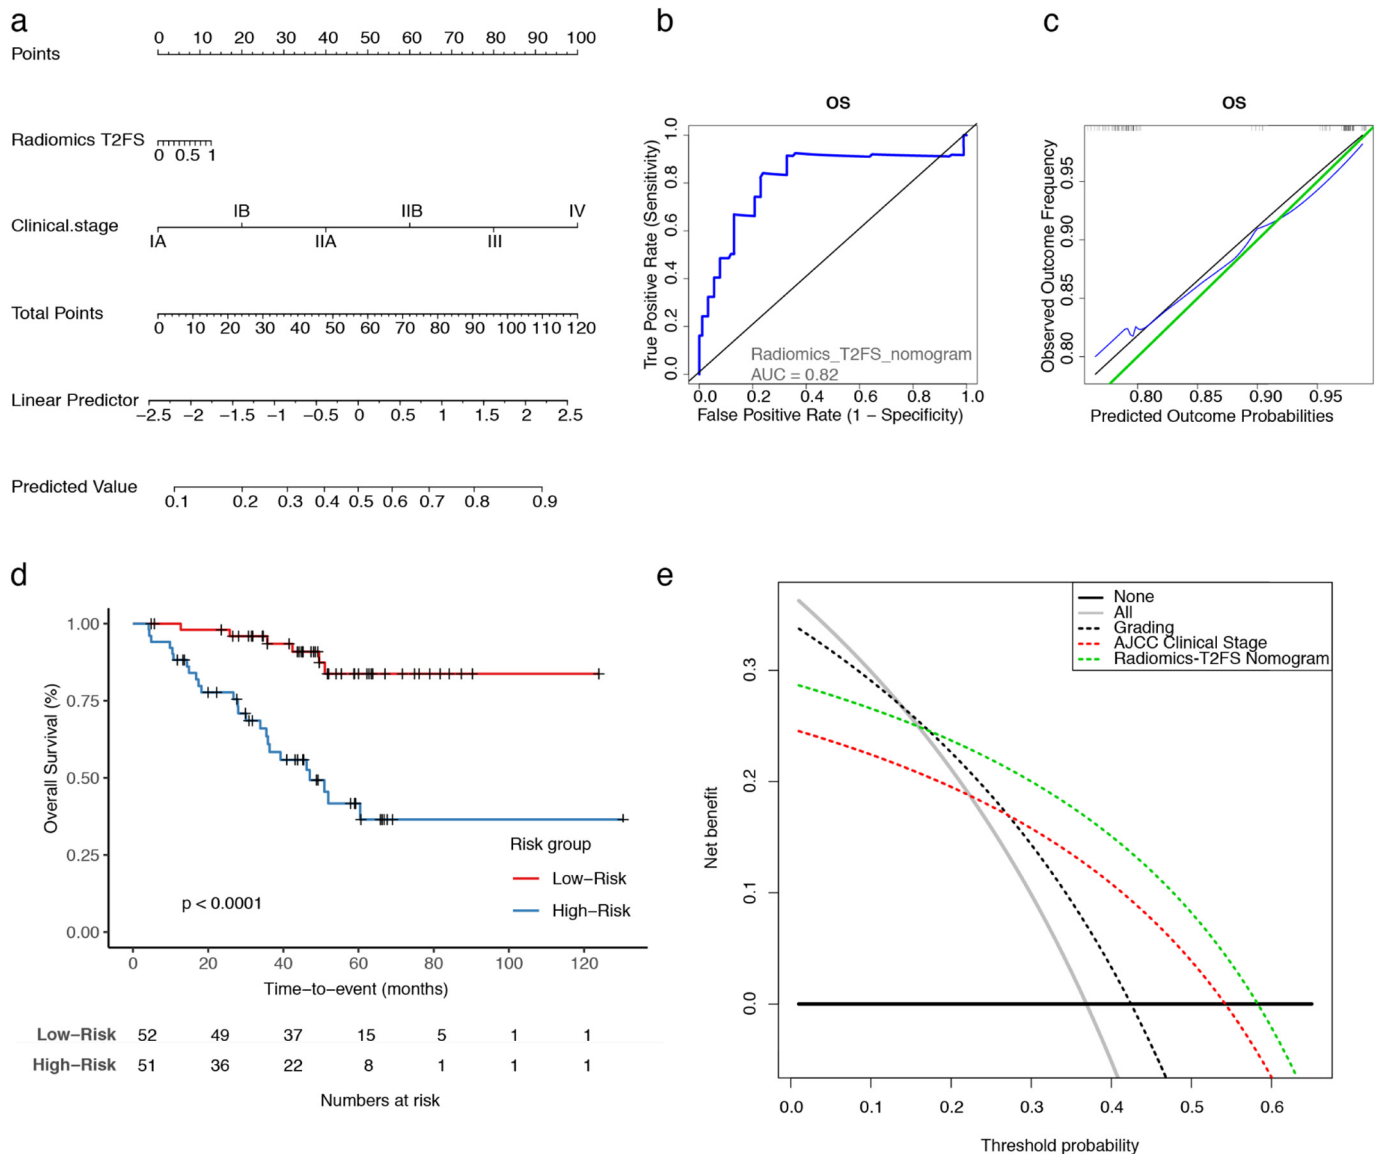 a
Points
0 10 20 30 40 50 60 70 80 90 100
Radiomics T2FS
0 0.5 1
Clinical.stage
IB IIB IV
IA IIA III
Total Points
0 10 20 30 40 50 60 70 80 90 100 110 120
Linear Predictor
−2.5 −2 −1.5 −1 −0.5 0 0.5 1 1.5 2 2.5
Predicted Value
0.1 0.2 0.3 0.4 0.5 0.6 0.7 0.8 0.9
b
OS
True Positive Rate (Sensitivity)
0.0 0.2 0.4 0.6 0.8 1.0
Radiomics_T2FS_nomogram
AUC = 0.82
0.0 0.2 0.4 0.6 0.8 1.0
False Positive Rate (1 − Specificity)
c
OS
Observed Outcome Frequency
0.80 0.85 0.90 0.95
0.80 0.85 0.90 0.95
Predicted Outcome Probabilities
d
Overall Survival (%)
1.00
0.75
0.50
0.25
0.00
Risk group
Low−Risk
High−Risk
p < 0.0001
0 20 40 60 80 100 120
Time−to−event (months)
Low−Risk 52 49 37 15 5 1 1
High−Risk 51 36 22 8 1 1 1
Numbers at risk
e
None
All
Grading
AJCC Clinical Stage
Radiomics-T2FS Nomogram
Net benefit
0.0 0.1 0.2 0.3
0.0 0.1 0.2 0.3 0.4 0.5 0.6
Threshold probability